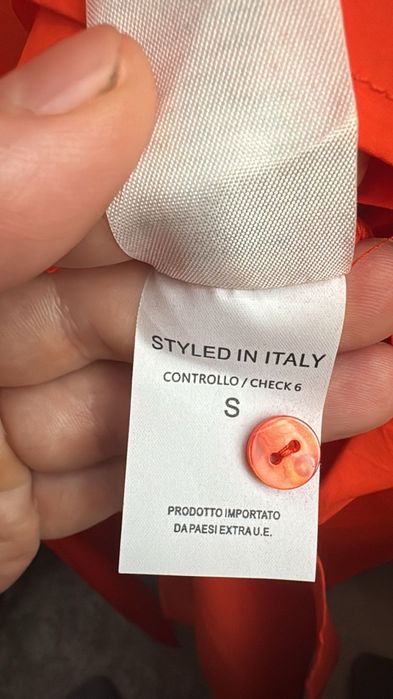 STYLED IN ITALY
CONTROLLO / CHECK 6
S
PRODOTTO IMPORTATO
DA PAESI EXTRA U.E.